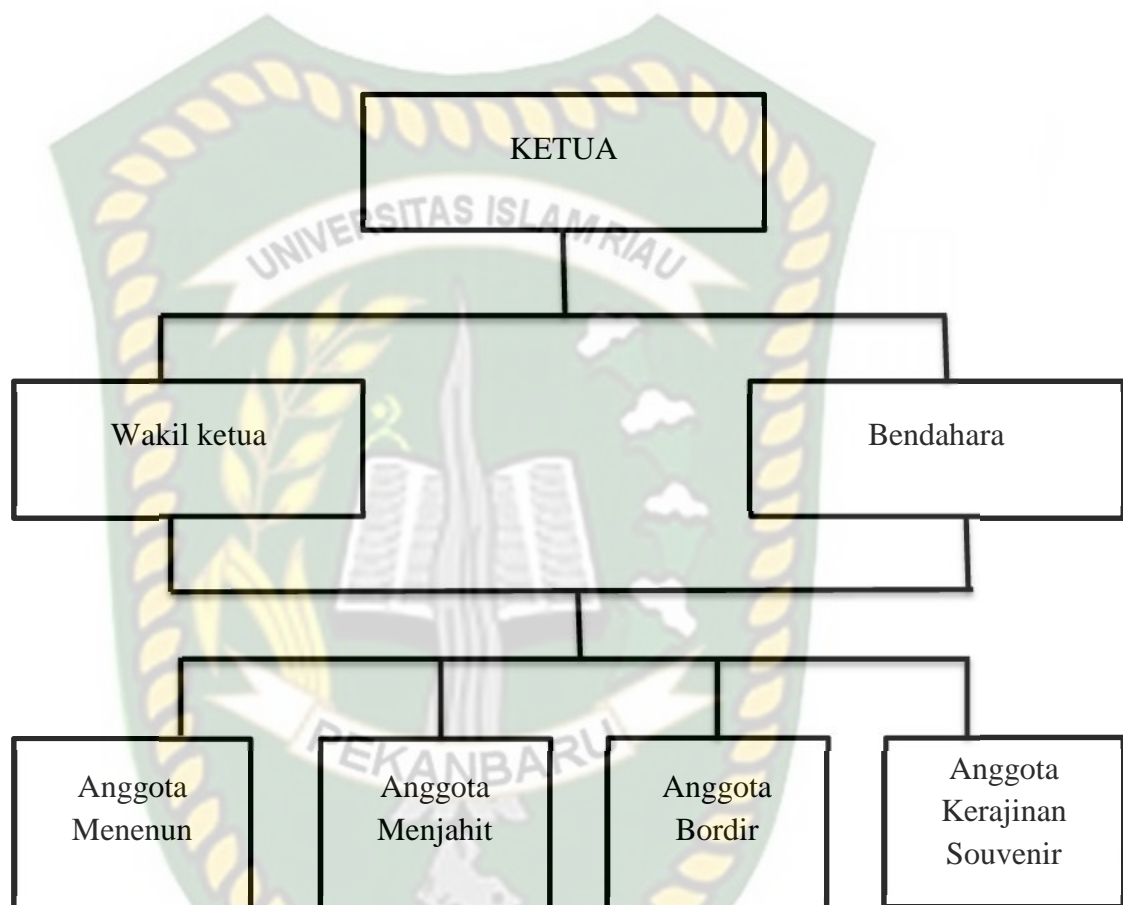 KETUA
UNIVERSITAS ISLAM RIAU
Wakil ketua
Bendahara
PEKANBARU
Anggota
Menenun
Anggota
Menjahit
Anggota
Bordir
Anggota
Kerajinan
Souvenir